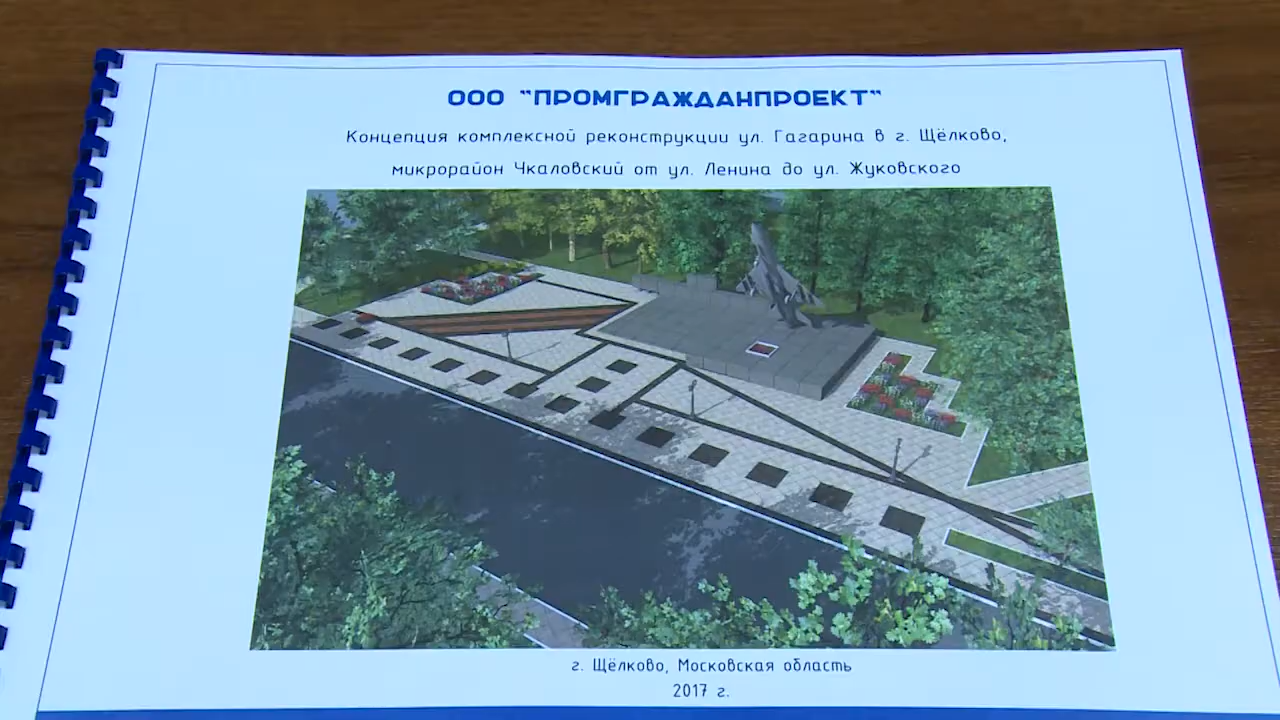 ООО "ПРОМГРАЖДАНПРОЕКТ"
Концепция комплексной реконструкции ул. Гагарина в г. Щёлково,
микрорайон Чкаловский от ул. Ленина до ул. Жуковского
г. Щёлково, Московская область
2017 г.